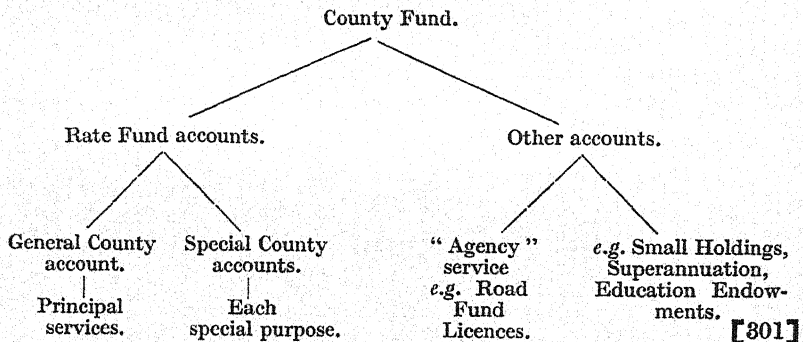 County Fund.
Rate Fund accounts.
Other accounts.
General County
account.
Principal
services.
Special County
accounts.
Each
special purpose.
“ Agency ”
service
e.g. Road
Fund
Licences.
e.g. Small Holdings,
Superannuation,
Education Endow-
ments.
[301]